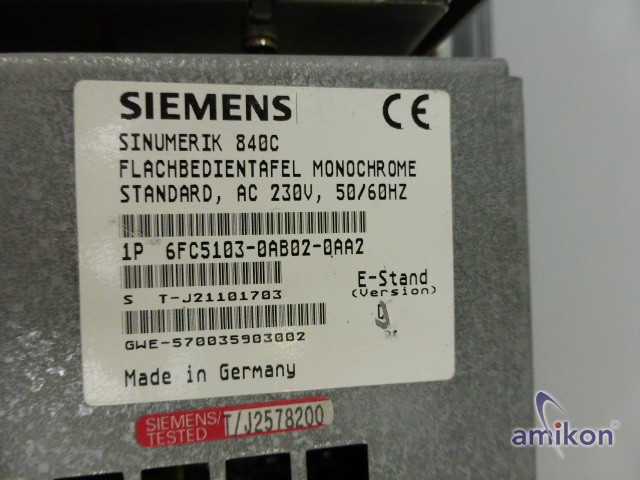 SIEMENS CE
SINUMERIK 840C
FLACHBEDIENTAFEL MONOCHROME
STANDARD, AC 230V, 50/60HZ
1P 6FC5103-0AB02-0AA2
S T-J21101703
E-Stand
(Version)
D
GWE-570035903002
Made in Germany
SIEMENS/
TESTED
T/J2578200
amikon®